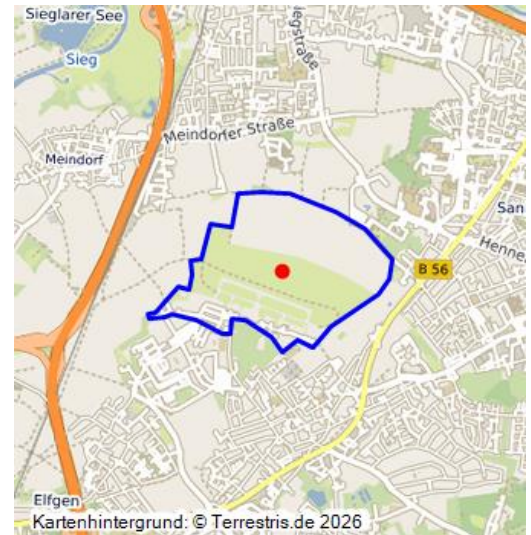 Sieglarer See
Sieg
Meindorfer Straße
Meindorf
San
Henne
B 56
Elfgen
Kartenhintergrund: © Terrestris.de 2026